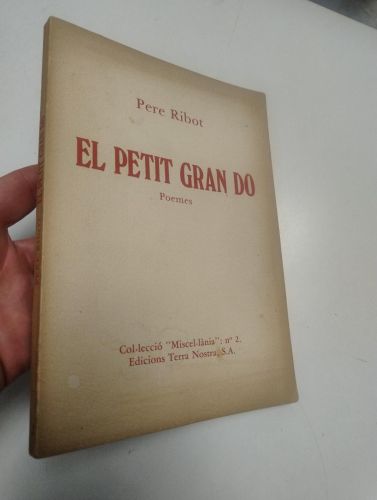 Pere Ribot
EL PETIT GRAN DO
Poemes
Col·lecció "Miscel·lània": nº 2.
Edicions Terra Nostra, S.A.